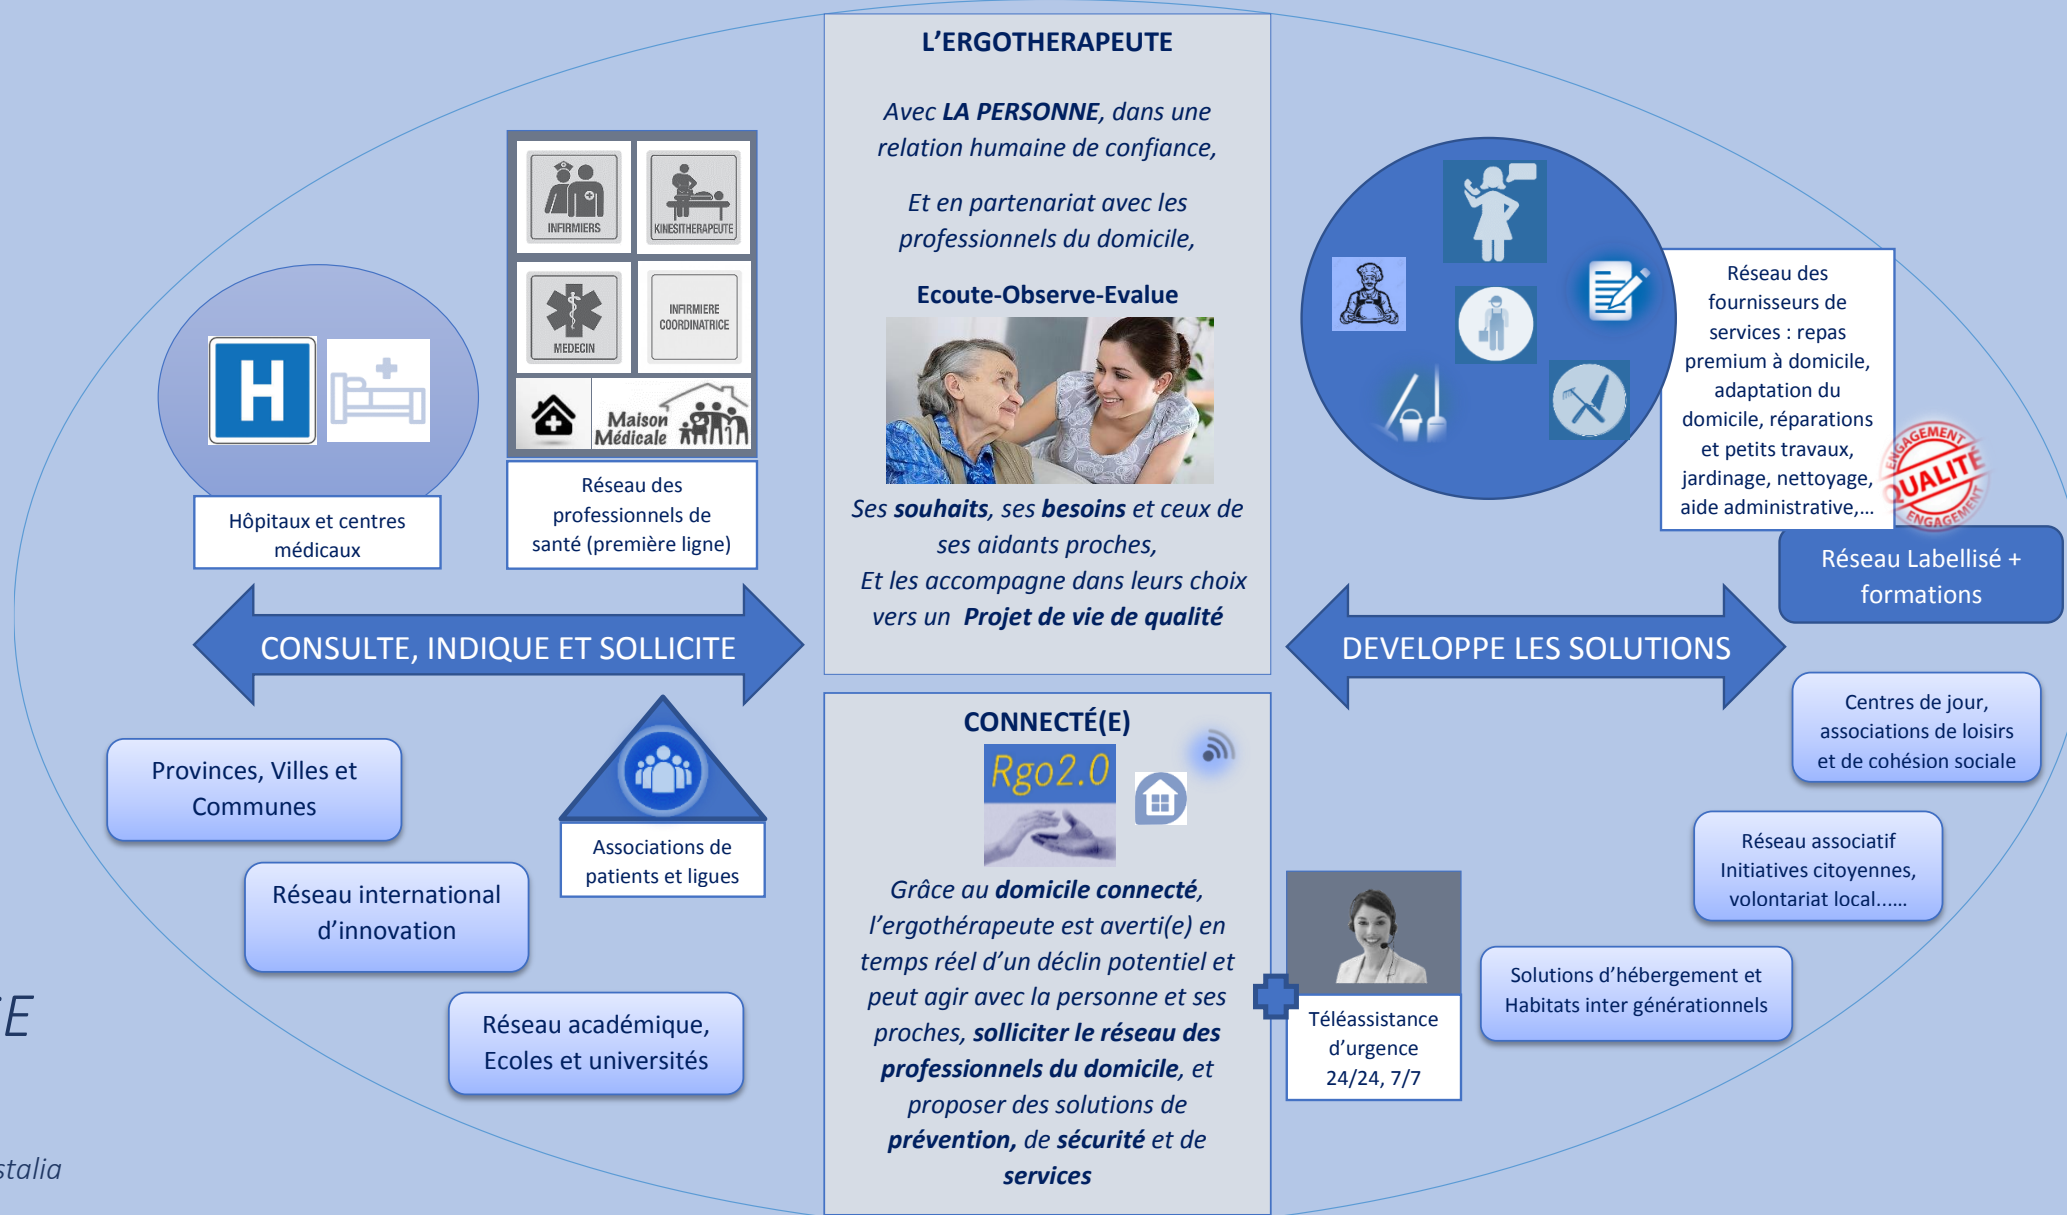 L'ERGOTHERAPEUTE
Avec LA PERSONNE, dans une
relation humaine de confiance,
Et en partenariat avec les
professionnels du domicile,
Ecoute-Observe-Evalue
Ses souhaits, ses besoins et ceux de
ses aidants proches,
Et les accompagne dans leurs choix
vers un Projet de vie de qualité
INFIRMIERS
KINESITHERAPEUTE
MEDECIN
INFIRMIERE
COORDINATRICE
Maison
Médicale
Réseau des
professionnels de
santé (première ligne)
H
Hôpitaux et centres
médicaux
CONSULTE, INDIQUE ET SOLLICITE
Provinces, Villes et
Communes
Réseau international
d'innovation
Réseau académique,
Ecoles et universités
Associations de
patients et ligues
CONNECTÉ(E)
Rgo2.0
Grâce au domicile connecté,
l'ergothérapeute est averti(e) en
temps réel d'un déclin potentiel et
peut agir avec la personne et ses
proches, solliciter le réseau des
professionnels du domicile, et
proposer des solutions de
prévention, de sécurité et de
services
Réseau des
fournisseurs de
services : repas
premium à domicile,
adaptation du
domicile, réparations
et petits travaux,
jardinage, nettoyage,
aide administrative,...
ENGAGEMENT
QUALITÉ
ENGAGEMENT
Réseau Labellisé +
formations
DEVELOPPE LES SOLUTIONS
Centres de jour,
associations de loisirs
et de cohésion sociale
Réseau associatif
Initiatives citoyennes,
volontariat local...…
Solutions d'hébergement et
Habitats inter générationnels
Téléassistance
d'urgence
24/24, 7/7
stalia